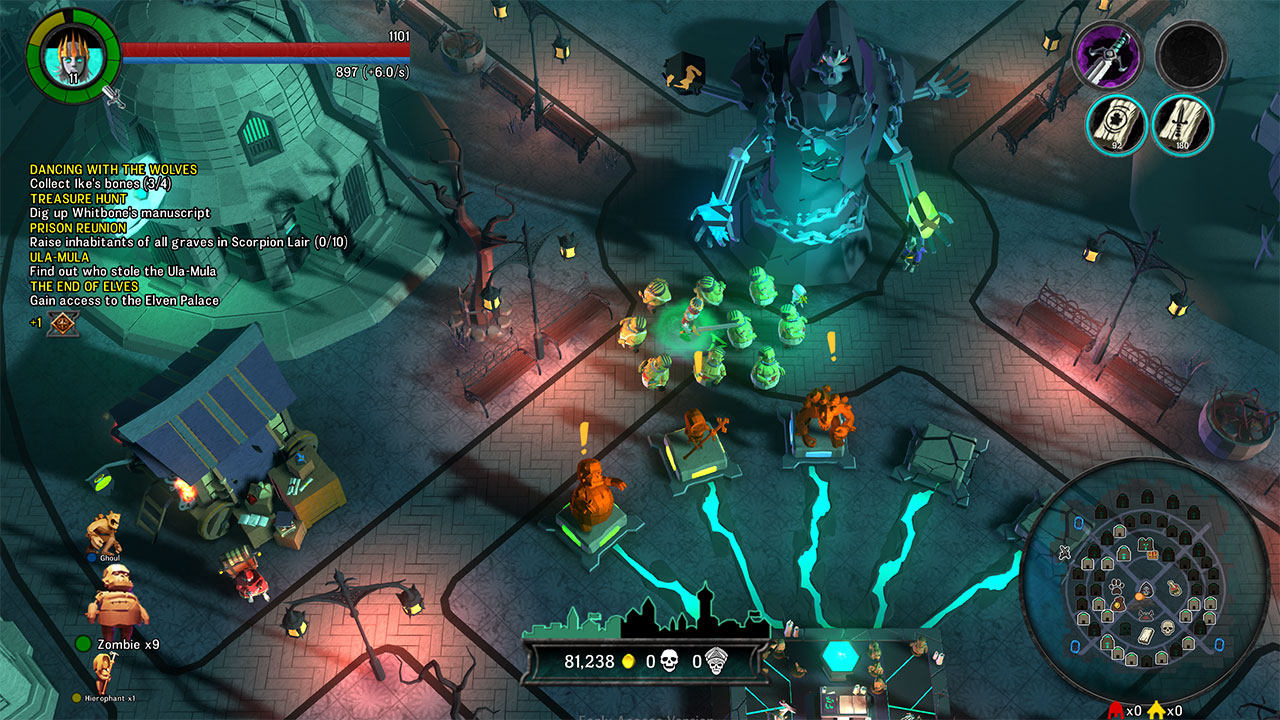 1101
897 (+6.0/s)
11
92
180
DANCING WITH THE WOLVES
Collect Ike's bones (3/4)
TREASURE HUNT
Dig up Whitbone's manuscript
PRISON REUNION
Raise inhabitants of all graves in Scorpion Lair (0/10)
ULA-MULA
Find out who stole the Ula-Mula
THE END OF ELVES
Gain access to the Elven Palace
+1
Ghoul
Zombie x9
Hierophant x1
81,238 0 0
x0 x0
Early Access Version